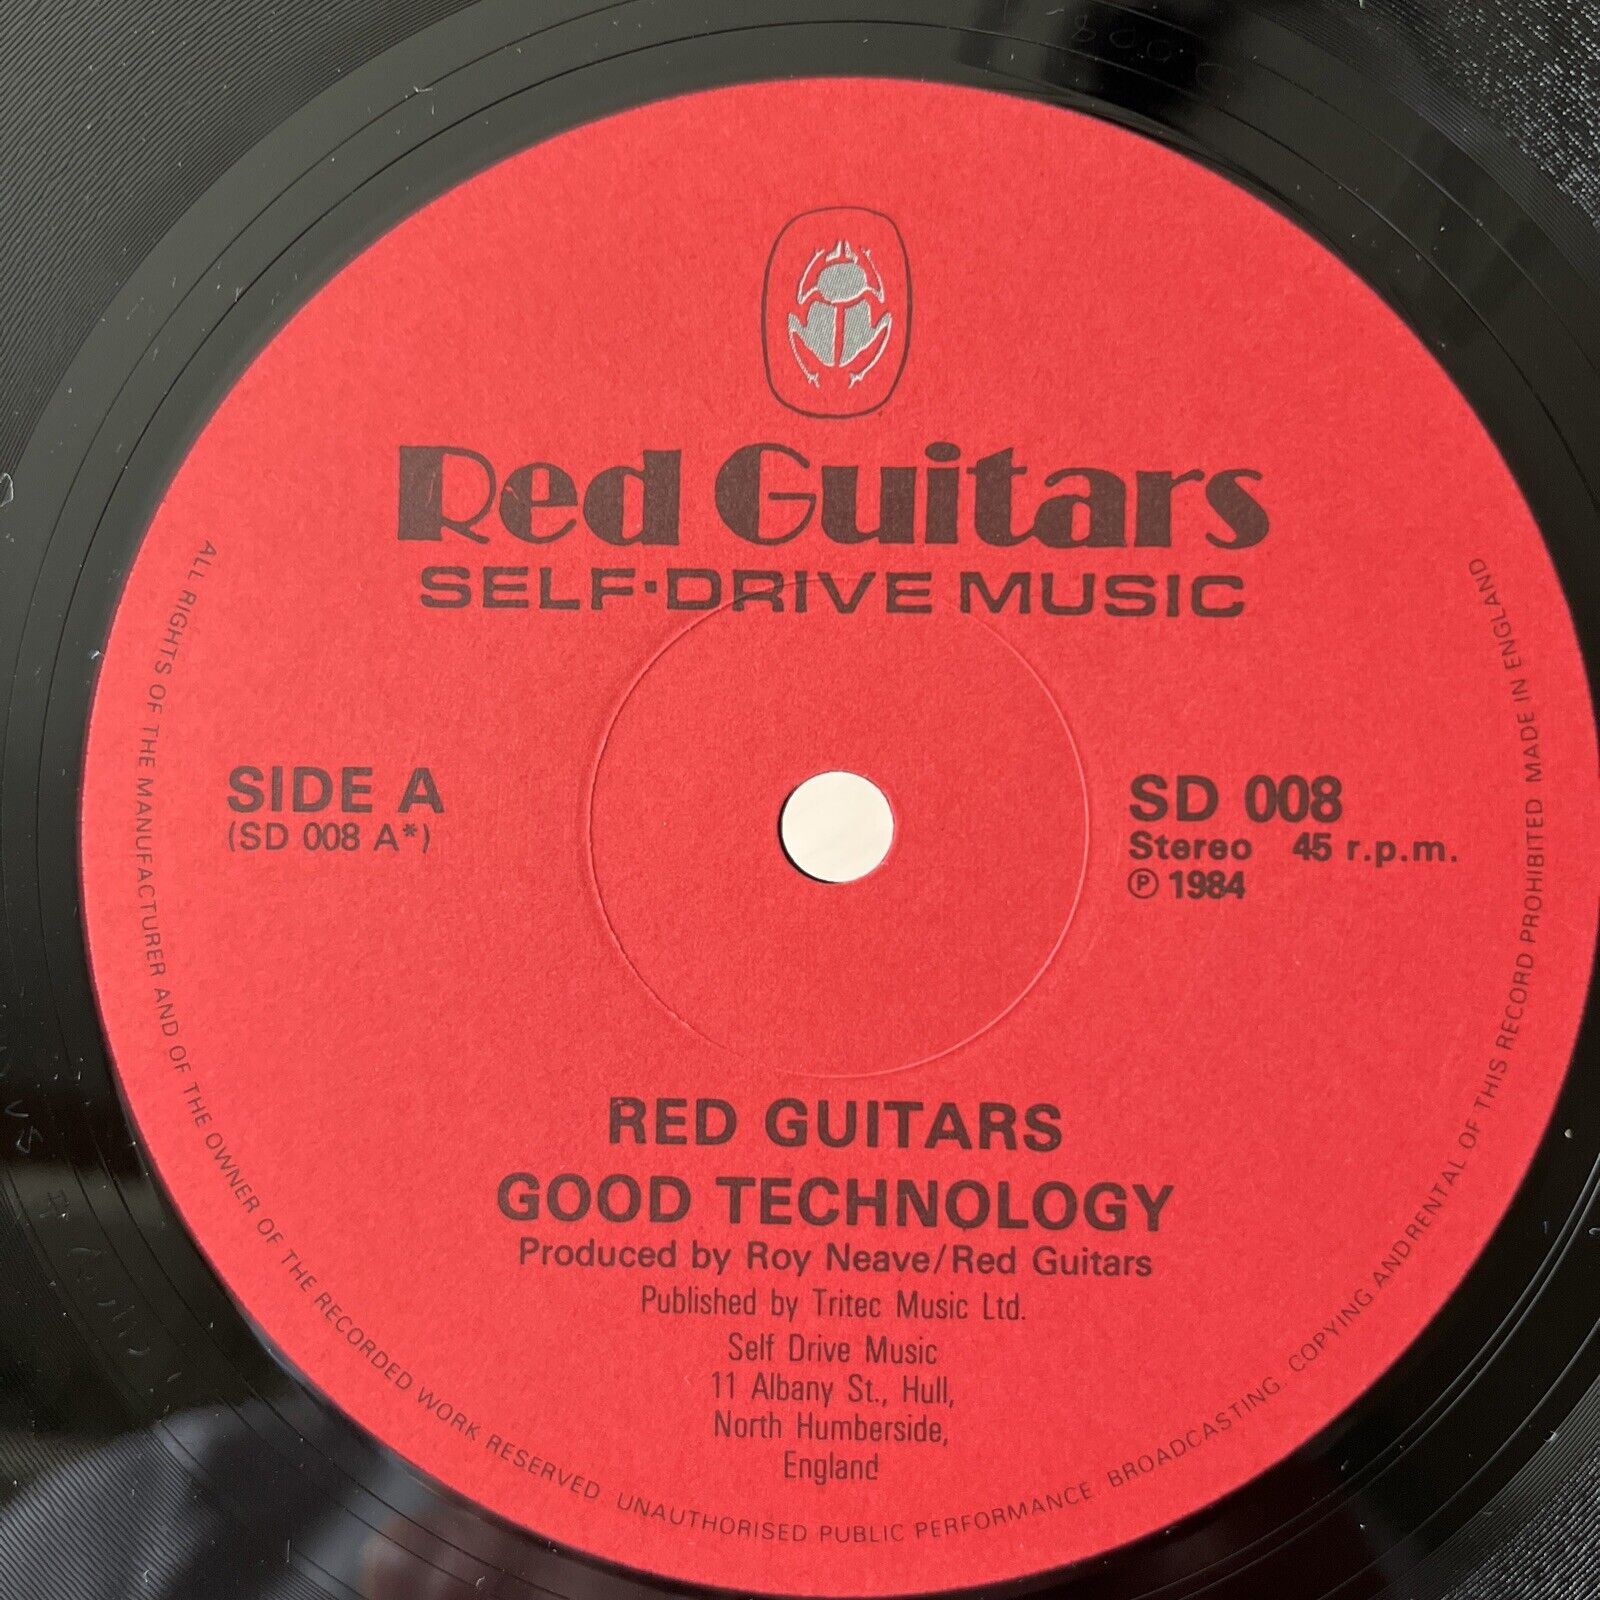 Red Guitars
SELF·DRIVE MUSIC
SIDE A
(SD 008 A*)
SD 008
Stereo 45 r.p.m.
℗ 1984
RED GUITARS
GOOD TECHNOLOGY
Produced by Roy Neave/Red Guitars
Published by Tritec Music Ltd.
Self Drive Music
11 Albany St., Hull,
North Humberside,
England
ALL RIGHTS OF THE MANUFACTURER AND OF THE OWNER OF THE RECORDED WORK RESERVED. UNAUTHORISED PUBLIC PERFORMANCE. BROADCASTING. COPYING ANDRENTAL OF THIS RECORD PROHIBITED MADE IN ENGLAND